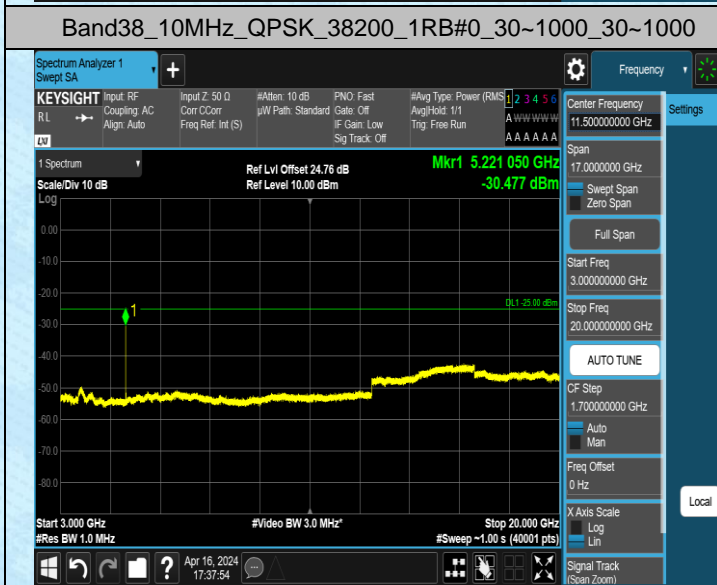 Band38_10MHz_QPSK_38200_1RB#0_30~1000_30~1000
Spectrum Analyzer 1
Swept SA
+
Frequency
KEYSIGHT
RL
LXI
Input: RF
Coupling: AC
Align: Auto
Input Z: 50 Ω
Corr CCorr
Freq Ref: Int (S)
#Atten: 10 dB
µW Path: Standard
PNO: Fast
Gate: Off
IF Gain: Low
Sig Track: Off
#Avg Type: Power (RMS
Avg|Hold: 1/1
Trig: Free Run
1 2 3 4 5 6
A W W W W W
A A A A A A
1 Spectrum
Scale/Div 10 dB
Log
Ref Lvl Offset 24.76 dB
Ref Level 10.00 dBm
Mkr1 5.221 050 GHz
-30.477 dBm
0.00
-10.0
-20.0
-30.0
-40.0
-50.0
-60.0
-70.0
-80.0
DL1 -25.00 dBm
1
Start 3.000 GHz
#Res BW 1.0 MHz
#Video BW 3.0 MHz*
Stop 20.000 GHz
#Sweep ~1.00 s (40001 pts)
?
Apr 16, 2024
17:37:54
Center Frequency
11.500000000 GHz
Settings
Span
17.0000000 GHz
Swept Span
Zero Span
Full Span
Start Freq
3.000000000 GHz
Stop Freq
20.000000000 GHz
AUTO TUNE
CF Step
1.700000000 GHz
Auto
Man
Freq Offset
0 Hz
X Axis Scale
Log
Lin
Signal Track
(Span Zoom)
Local